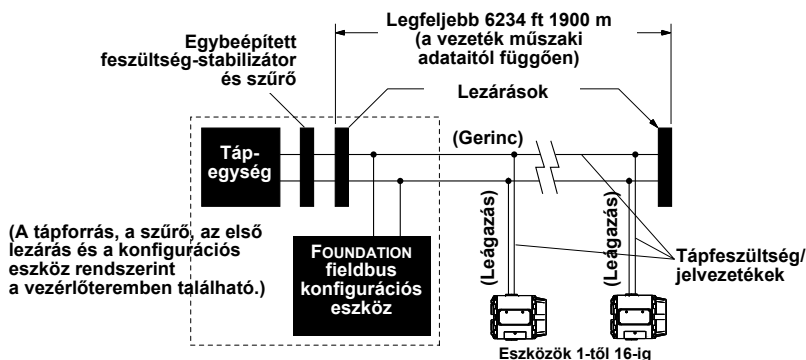 Legfeljebb 6234 ft 1900 m
(a vezeték műszaki
adataitól függően)
Egybeépített
feszültség-stabilizátor
és szűrő
Lezárások
(Gerinc)
Táp-
egység
(A tápforrás, a szűrő, az első
lezárás és a konfigurációs
eszköz rendszerint
a vezérlőteremben található.)
FOUNDATION
fieldbus
konfigurációs
eszköz
(Leágazás)
(Leágazás)
Tápfeszültség/
jelvezetékek
Eszközök 1-től 16-ig